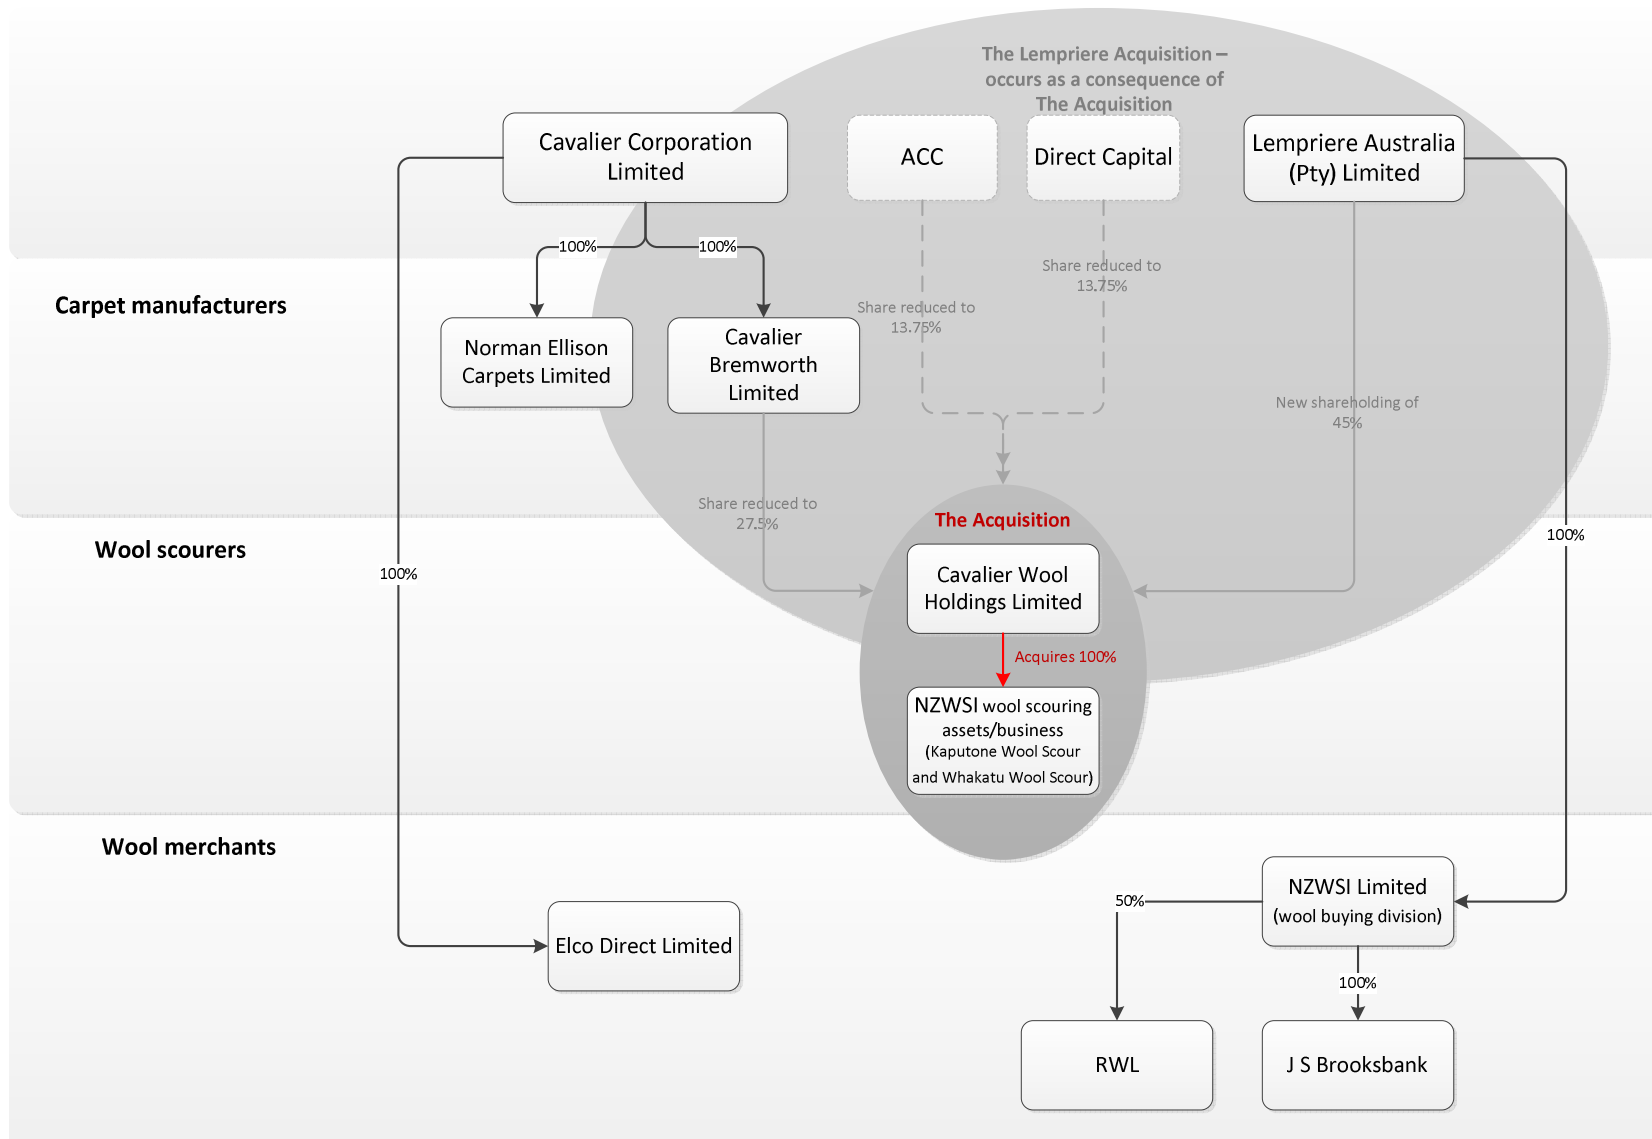 The Lempriere Acquisition –
occurs as a consequence of
The Acquisition
Cavalier Corporation
Limited
ACC
Direct Capital
Lempriere Australia
(Pty) Limited
100%
100%
Share reduced to
13.75%
Carpet manufacturers
Share reduced to
13.75%
Norman Ellison
Carpets Limited
Cavalier
Bremworth
Limited
New shareholding of
45%
Share reduced to
27.5%
The Acquisition
100%
Wool scourers
100%
Cavalier Wool
Holdings Limited
Acquires 100%
NZWSI wool scouring
assets/business
(Kaputone Wool Scour
and Whakatu Wool Scour)
Wool merchants
NZWSI Limited
(wool buying division)
50%
Elco Direct Limited
100%
RWL
J S Brooksbank